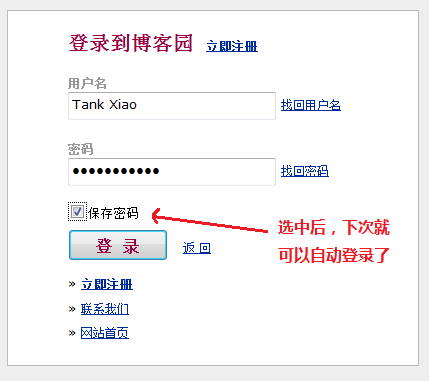 登录到博客园 立即注册
用户名
Tank Xiao 找回用户名
密码
●●●●●●●●●●● 找回密码
保存密码
选中后，下次就
可以自动登录了
登 录 返 回
» 立即注册
» 联系我们
» 网站首页